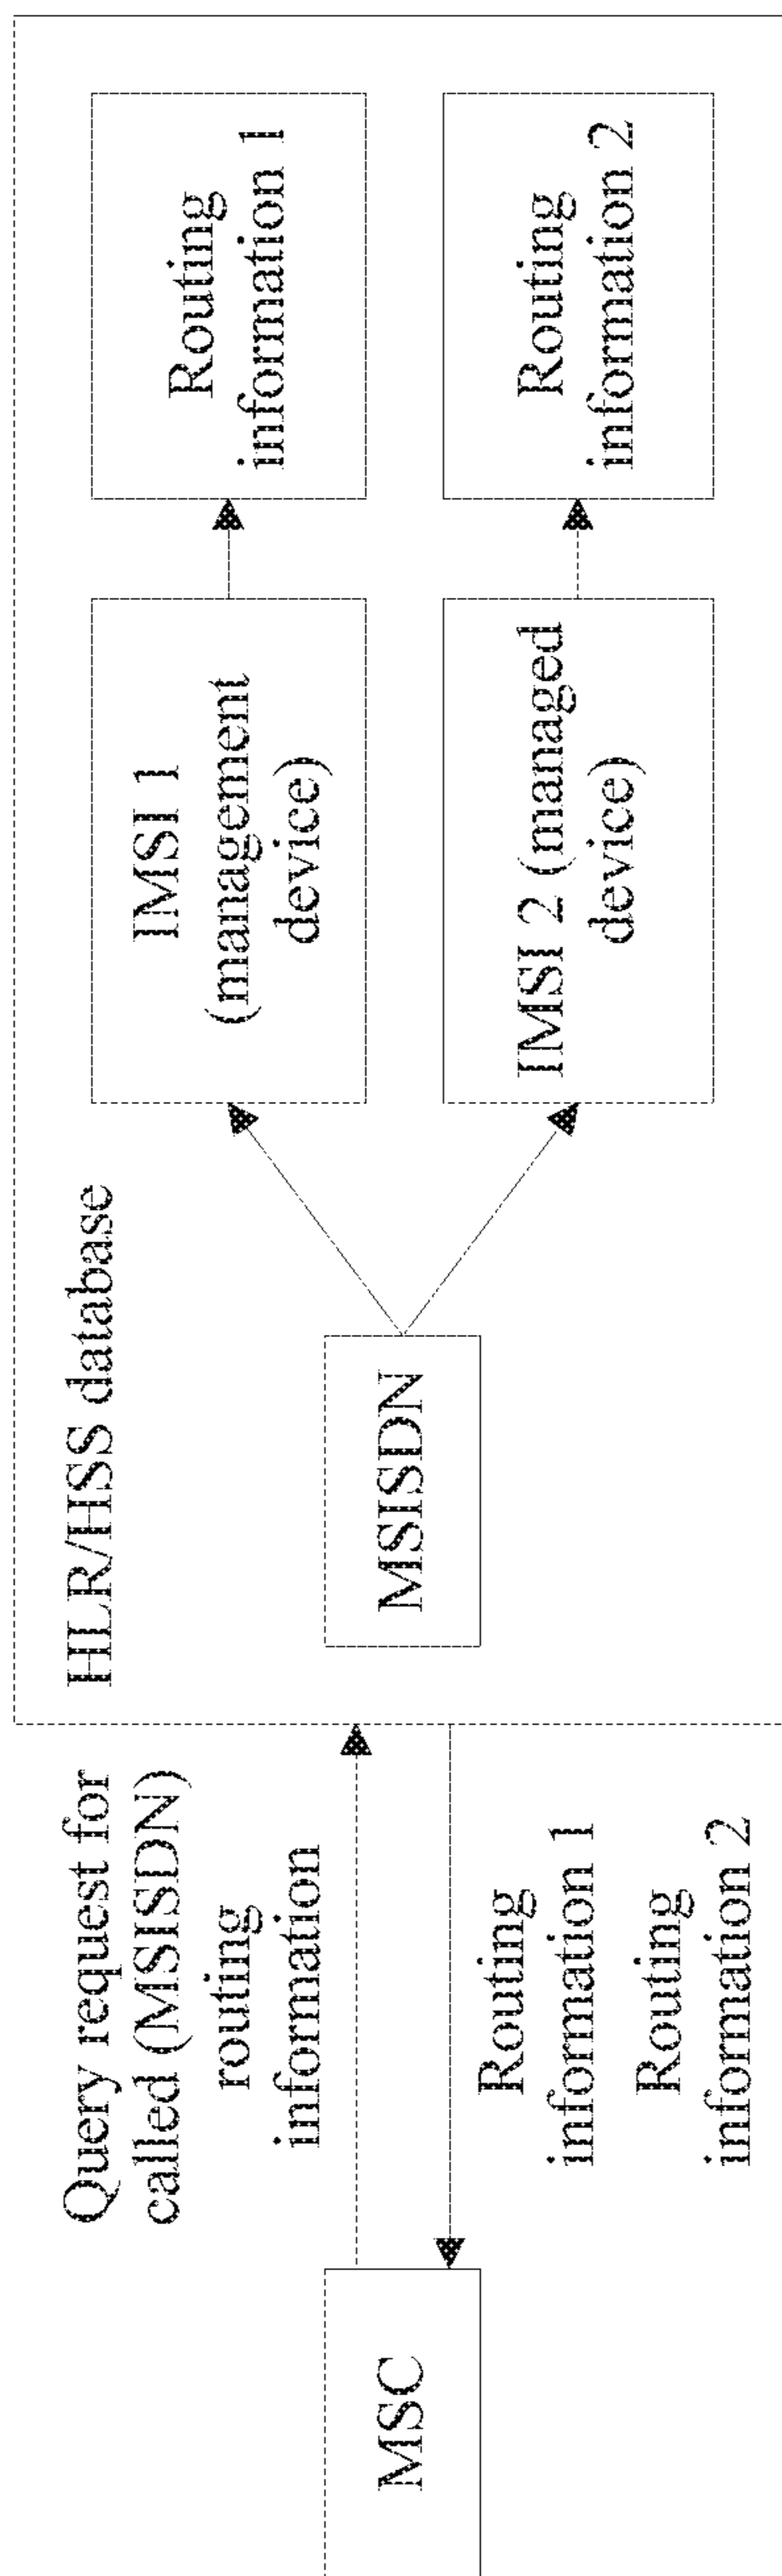 MSC
Query request for
called (MSISDN)
routing
information
Routing
information 1
Routing
information 2
HLR/HSS database
MSISDN
IMSI 1
(management
device)
Routing
information 1
IMSI 2 (managed
device)
Routing
information 2